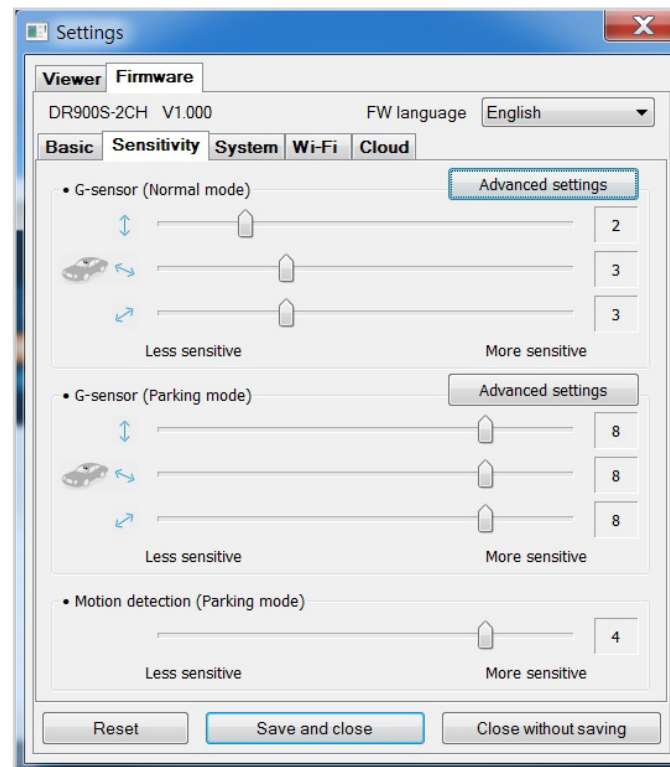 Settings
Viewer Firmware
DR900S-2CH V1.000 FW language English
Basic Sensitivity System Wi-Fi Cloud
• G-sensor (Normal mode) Advanced settings
2
3
3
Less sensitive More sensitive
• G-sensor (Parking mode) Advanced settings
8
8
8
Less sensitive More sensitive
• Motion detection (Parking mode)
4
Less sensitive More sensitive
Reset Save and close Close without saving